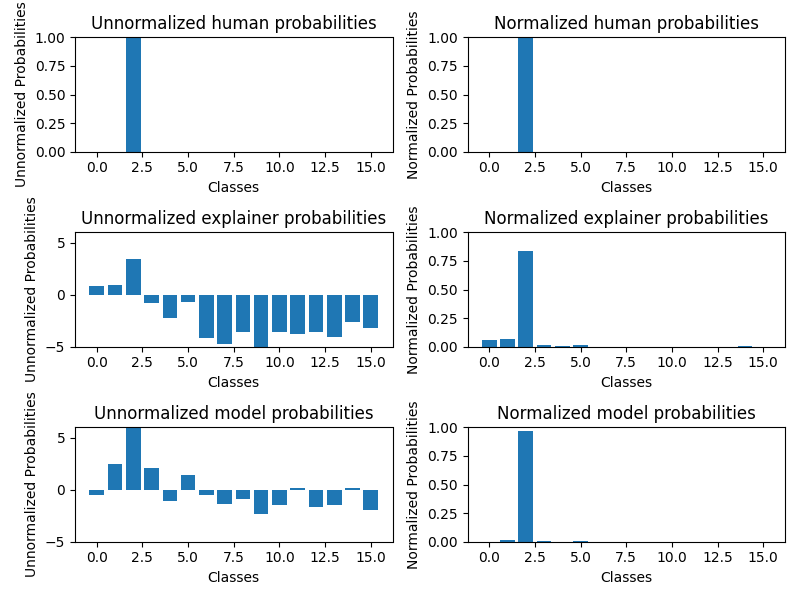 Unnormalized human probabilities
Unnormalized Probabilities
1.00
0.75
0.50
0.25
0.00
0.0 2.5 5.0 7.5 10.0 12.5 15.0
Classes
Normalized human probabilities
Normalized Probabilities
1.00
0.75
0.50
0.25
0.00
0.0 2.5 5.0 7.5 10.0 12.5 15.0
Classes
Unnormalized explainer probabilities
Unnormalized Probabilities
5
0
−5
0.0 2.5 5.0 7.5 10.0 12.5 15.0
Classes
Normalized explainer probabilities
Normalized Probabilities
1.00
0.75
0.50
0.25
0.00
0.0 2.5 5.0 7.5 10.0 12.5 15.0
Classes
Unnormalized model probabilities
Unnormalized Probabilities
5
0
−5
0.0 2.5 5.0 7.5 10.0 12.5 15.0
Classes
Normalized model probabilities
Normalized Probabilities
1.00
0.75
0.50
0.25
0.00
0.0 2.5 5.0 7.5 10.0 12.5 15.0
Classes